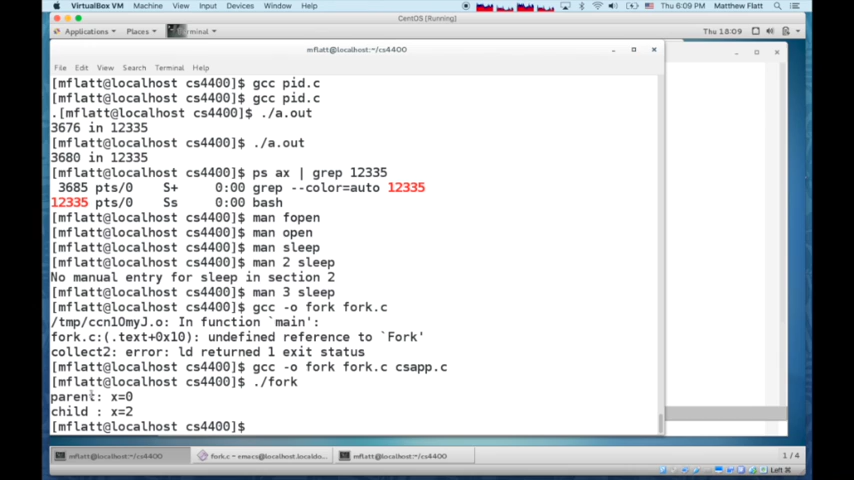 VirtualBox VM Machine View Input Devices Window Help Thu 6:09 PM Matthew Flatt
CentOS [Running]
Applications Places Terminal Thu 18:09
mflatt@localhost:~/cs4400
File Edit View Search Terminal Help
[mflatt@localhost cs4400]$ gcc pid.c
[mflatt@localhost cs4400]$ gcc pid.c
.[mflatt@localhost cs4400]$ ./a.out
3676 in 12335
[mflatt@localhost cs4400]$ ./a.out
3680 in 12335
[mflatt@localhost cs4400]$ ps ax | grep 12335
3685 pts/0 S+ 0:00 grep --color=auto 12335
12335 pts/0 Ss 0:00 bash
[mflatt@localhost cs4400]$ man fopen
[mflatt@localhost cs4400]$ man open
[mflatt@localhost cs4400]$ man sleep
[mflatt@localhost cs4400]$ man 2 sleep
No manual entry for sleep in section 2
[mflatt@localhost cs4400]$ man 3 sleep
[mflatt@localhost cs4400]$ gcc -o fork fork.c
/tmp/ccn1OmyJ.o: In function `main':
fork.c:(.text+0x10): undefined reference to `Fork'
collect2: error: ld returned 1 exit status
[mflatt@localhost cs4400]$ gcc -o fork fork.c csapp.c
[mflatt@localhost cs4400]$ ./fork
parent: x=0
child : x=2
[mflatt@localhost cs4400]$
mflatt@localhost:~/cs4400 fork.c - emacs@localhost.localdo... mflatt@localhost:~/cs4400 1 / 4
Left ⌘